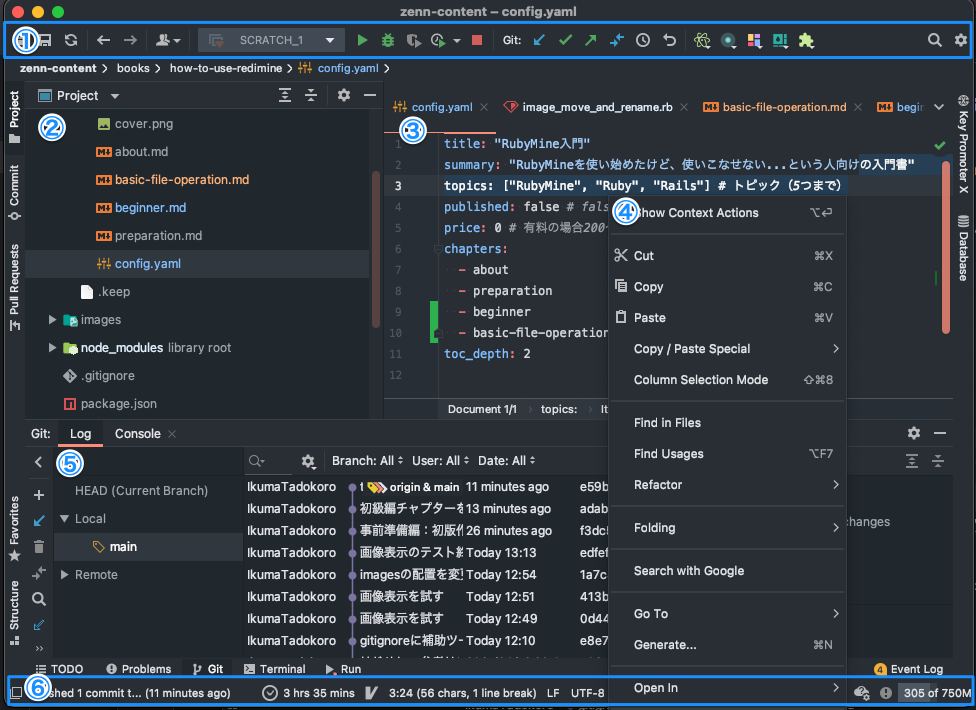 zenn-content – config.yaml
①
SCRATCH_1
Git:
zenn-content
books
how-to-use-redimine
config.yaml
Project
Commit
Pull Requests
Favorites
Structure
Project
②
cover.png
about.md
basic-file-operation.md
beginner.md
preparation.md
config.yaml
.keep
images
node_modules library root
.gitignore
package.json
config.yaml
image_move_and_rename.rb
basic-file-operation.md
begin
③
1 title: "RubyMine入門"
2 summary: "RubyMineを使い始めたけど、使いこなせない...という人向けの入門書"
3 topics: ["RubyMine", "Ruby", "Rails"] # トピック（5つまで）
4 published: false # fals
5 price: 0 # 有料の場合200~
6 chapters:
7 - about
8 - preparation
9 - beginner
10 - basic-file-operation
11 toc_depth: 2
12
Document 1/1
topics:
It
Key Promoter X
Database
④
how Context Actions ⌥⏎
Cut ⌘X
Copy ⌘C
Paste ⌘V
Copy / Paste Special
Column Selection Mode ⇧⌘8
Find in Files
Find Usages ⌥F7
Refactor
Folding
Search with Google
Go To
Generate... ⌘N
Open In
Git:
Log
Console
⑤
HEAD (Current Branch)
Local
main
Remote
Branch: All
User: All
Date: All
IkumaTadokoro origin & main 11 minutes ago e59b
IkumaTadokoro 初級編チャプターを 13 minutes ago adab
IkumaTadokoro 事前準備編：初版作 26 minutes ago f3dc
IkumaTadokoro 画像表示のテスト Today 13:13 edfef
IkumaTadokoro imagesの配置を変 Today 12:54 1a7c
IkumaTadokoro 画像表示を試す Today 12:51 413b
IkumaTadokoro 画像表示を試す Today 12:49 0d44
IkumaTadokoro gitignoreに補助ツー Today 12:10 e8e7
changes
TODO
Problems
Git
Terminal
Run
4 Event Log
⑥
shed 1 commit t... (11 minutes ago)
3 hrs 35 mins
3:24 (56 chars, 1 line break)
LF
UTF-8
305 of 750M